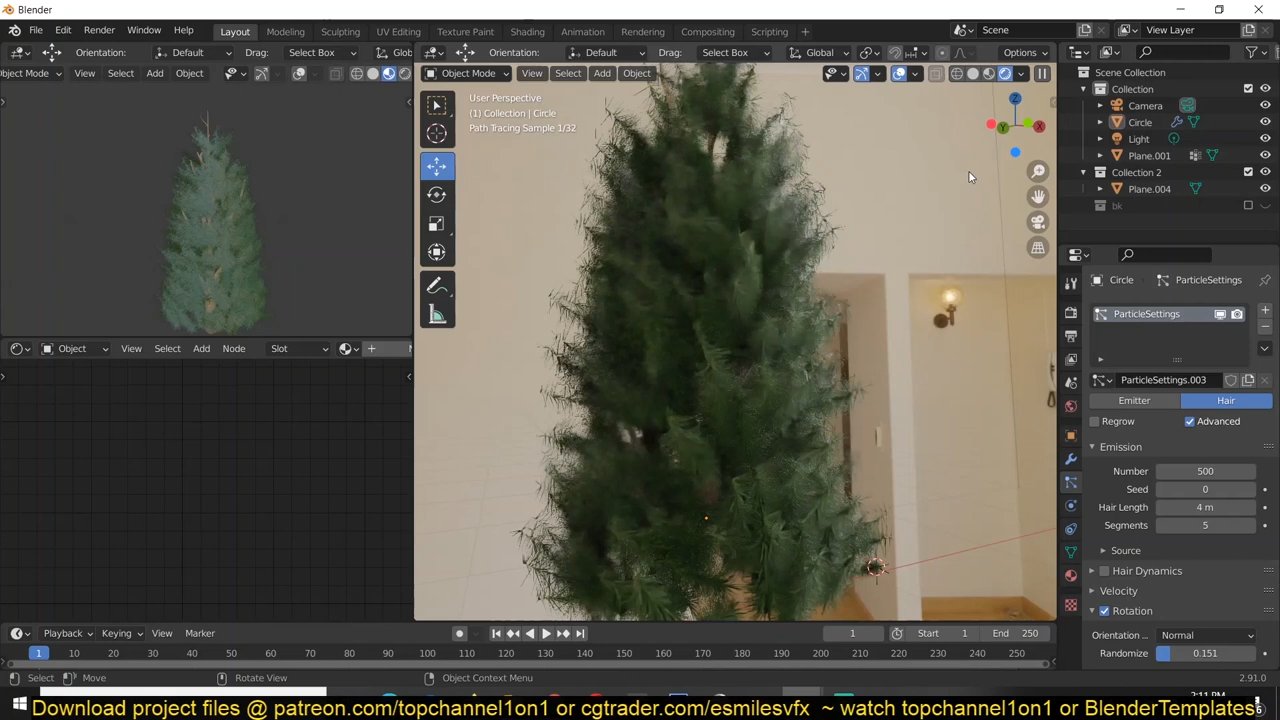 Blender
File Edit Render Window Help Layout Modeling Sculpting UV Editing Texture Paint Shading Animation Rendering Compositing Scripting + Scene View Layer
Orientation: Default Drag: Select Box Glob Orientation: Default Drag: Select Box Global Options
bject Mode View Select Add Object Object Mode View Select Add Object
User Perspective
(1) Collection | Circle
Path Tracing Sample 1/32
Z
Y
X
Scene Collection
Collection
Camera
Circle
Light
Plane.001
Collection 2
Plane.004
bk
Circle ParticleSettings
ParticleSettings
ParticleSettings.003
Emitter Hair
Regrow Advanced
Emission
Number 500
Seed 0
Hair Length 4 m
Segments 5
Source
Hair Dynamics
Velocity
Rotation
Orientation ... Normal
Randomize 0.151
Object View Select Add Node Slot
Playback Keying View Marker 1 Start 1 End 250
1 10 20 30 40 50 60 70 80 90 100 110 120 130 140 150 160 170 180 190 200 210 220 230 240 250
Select Move Rotate View Object Context Menu 2.91.0
2:11 PM
Download project files @ patreon.com/topchannel1on1 or cgtrader.com/esmilesvfx ~ watch topchannel1on1 or BlenderTemplates